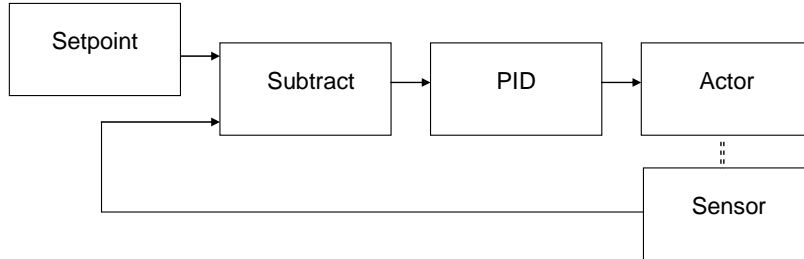 Setpoint
Subtract
PID
Actor
Sensor